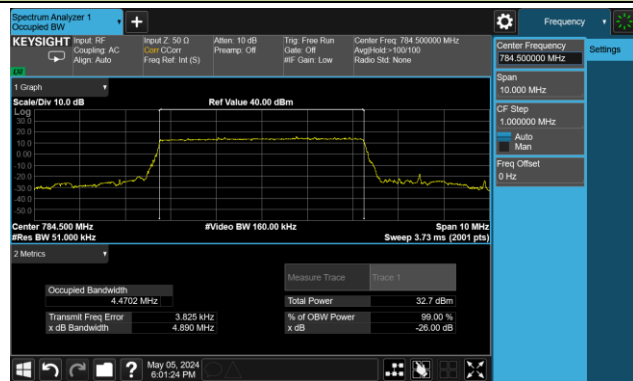 Spectrum Analyzer 1
Occupied BW
Frequency
KEYSIGHT
Input: RF
Coupling: AC
Align: Auto
Input Z: 50 Ω
Corr CCorr
Freq Ref: Int (S)
Atten: 10 dB
Preamp: Off
Trig: Free Run
Gate: Off
#IF Gain: Low
Center Freq: 784.500000 MHz
Avg|Hold:>100/100
Radio Std: None
Center Frequency
784.500000 MHz
Settings
Span
10.000 MHz
CF Step
1.000000 MHz
Auto
Man
Freq Offset
0 Hz
1 Graph
Scale/Div 10.0 dB
Ref Value 40.00 dBm
Log
30.0
20.0
10.0
0.00
-10.0
-20.0
-30.0
-40.0
-50.0
Center 784.500 MHz
#Video BW 160.00 kHz
Span 10 MHz
#Res BW 51.000 kHz
Sweep 3.73 ms (2001 pts)
2 Metrics
Measure Trace
Trace 1
Occupied Bandwidth
4.4702 MHz
Total Power
32.7 dBm
Transmit Freq Error
3.825 kHz
% of OBW Power
99.00 %
x dB Bandwidth
4.890 MHz
x dB
-26.00 dB
May 05, 2024
6:01:24 PM